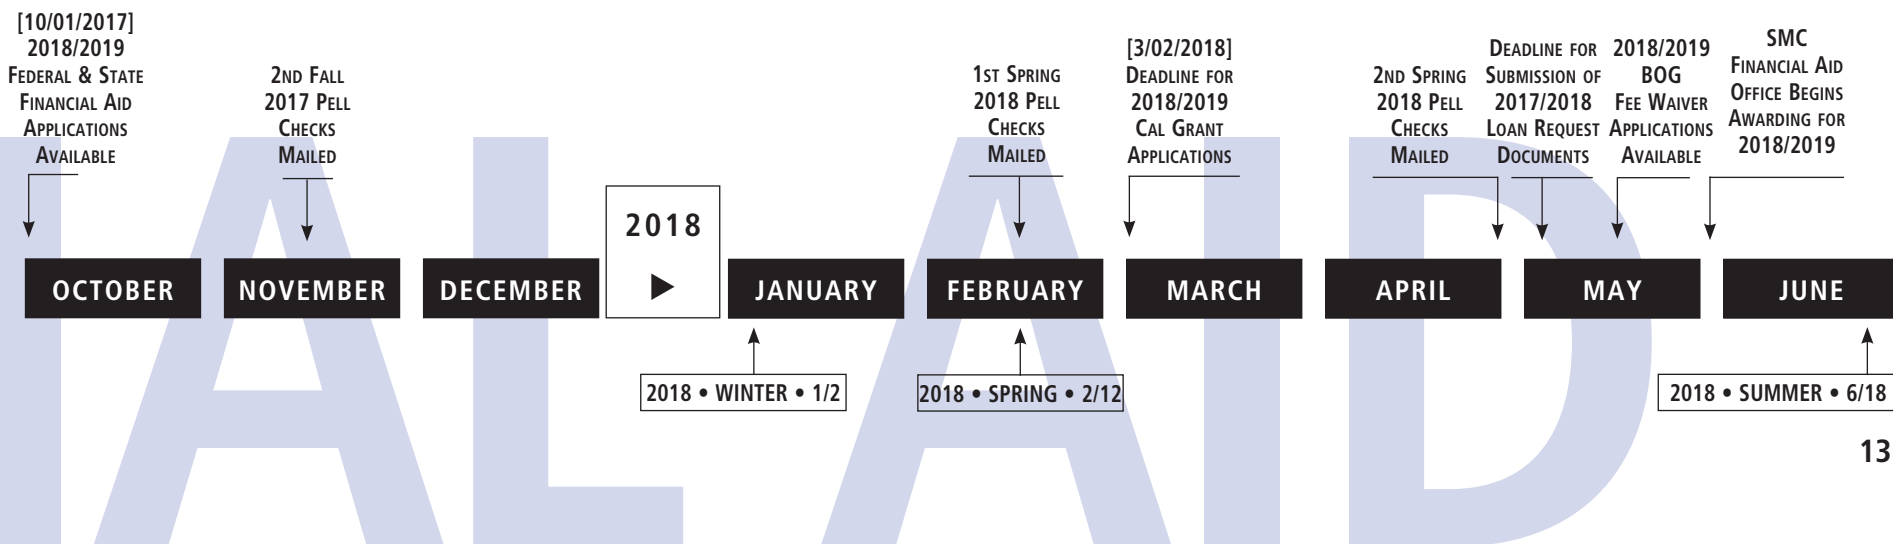 [10/01/2017]
2018/2019
Federal & State
Financial Aid
Applications
Available
2nd Fall
2017 Pell
Checks
Mailed
1st Spring
2018 Pell
Checks
Mailed
[3/02/2018]
Deadline for
2018/2019
Cal Grant
Applications
2nd Spring
2018 Pell
Checks
Mailed
Deadline for
Submission of
2017/2018
Loan Request
Documents
2018/2019
BOG
Fee Waiver
Applications
Available
SMC
Financial Aid
Office Begins
Awarding for
2018/2019
OCTOBER
NOVEMBER
DECEMBER
2018
JANUARY
FEBRUARY
MARCH
APRIL
MAY
JUNE
2018 • WINTER • 1/2
2018 • SPRING • 2/12
2018 • SUMMER • 6/18
13
IAL AID